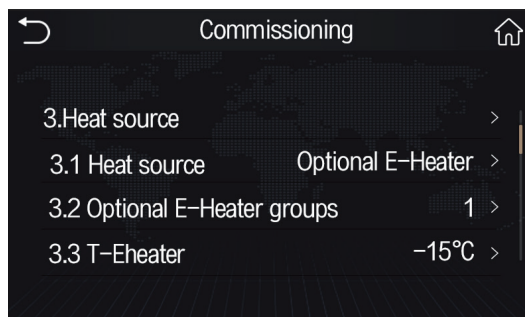 Commissioning
3.Heat source
3.1 Heat source Optional E-Heater
3.2 Optional E-Heater groups 1
3.3 T-Eheater -15℃